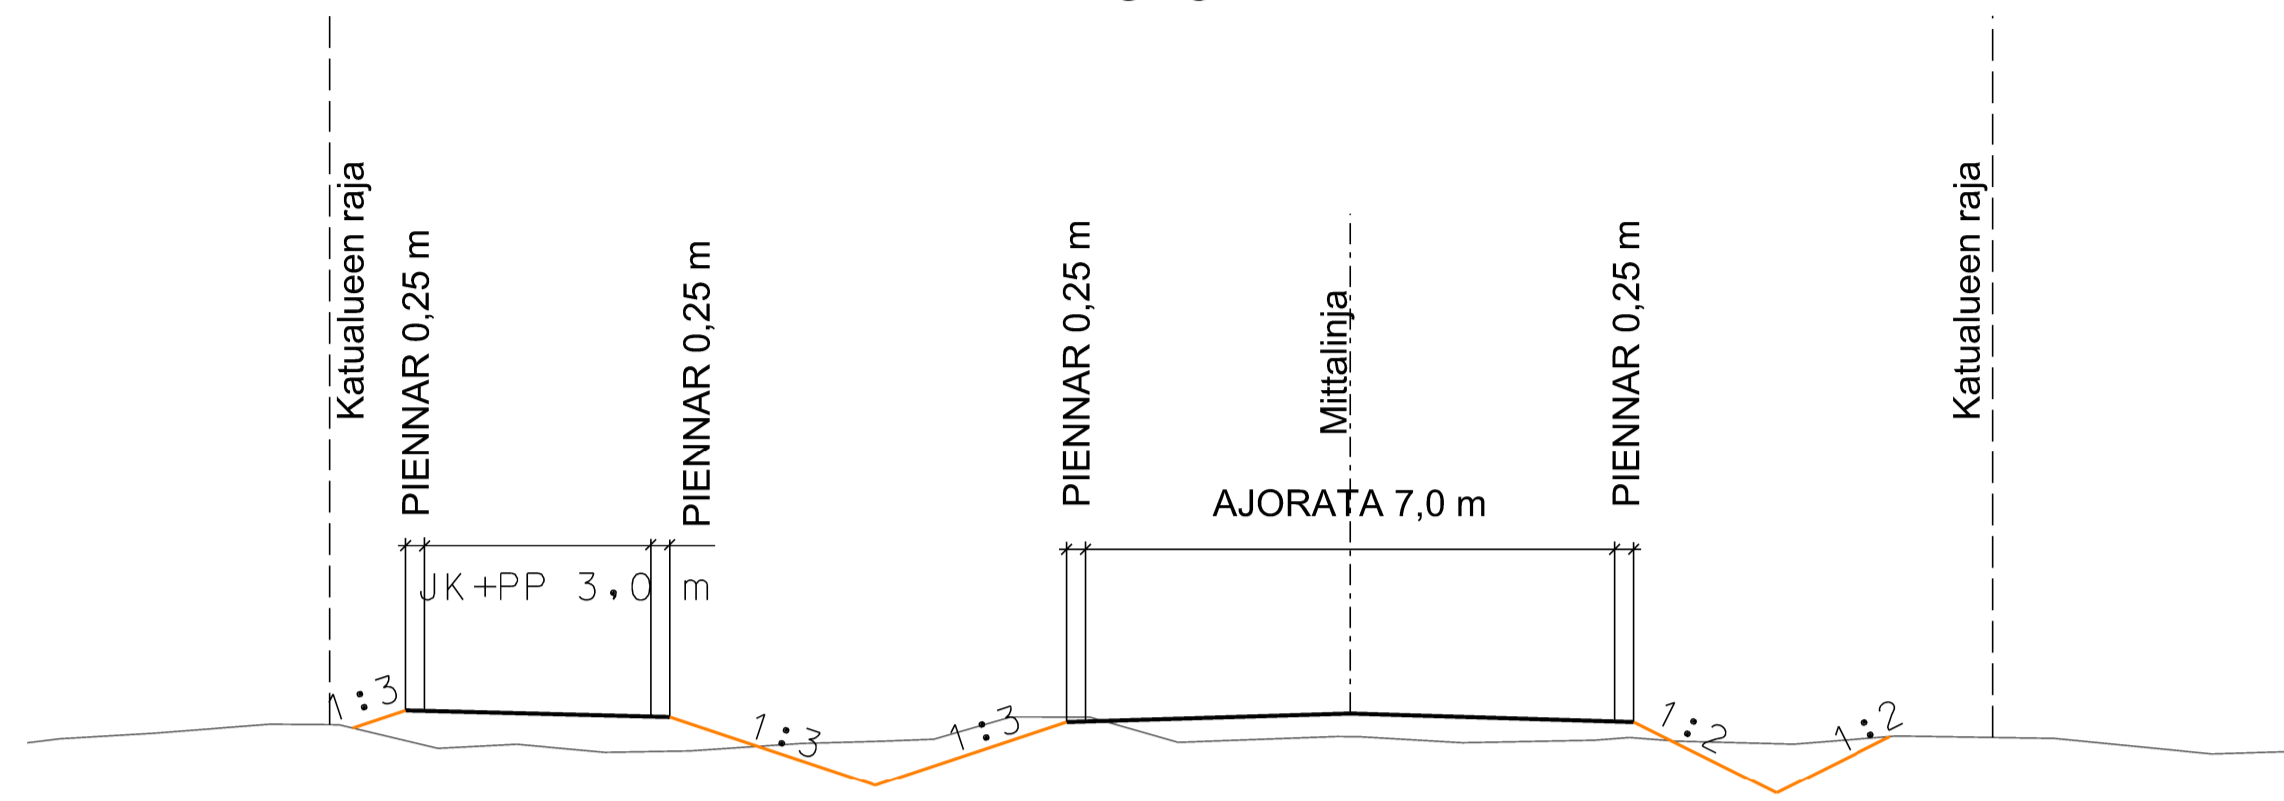 Katualueen raja
PIENNAR 0,25 m
PIENNAR 0,25 m
PIENNAR 0,25 m
Mittalinja
PIENNAR 0,25 m
Katualueen raja
AJORATA 7,0 m
JK+PP 3,0 m
1:3
1:3
1:3
1:2
1:2